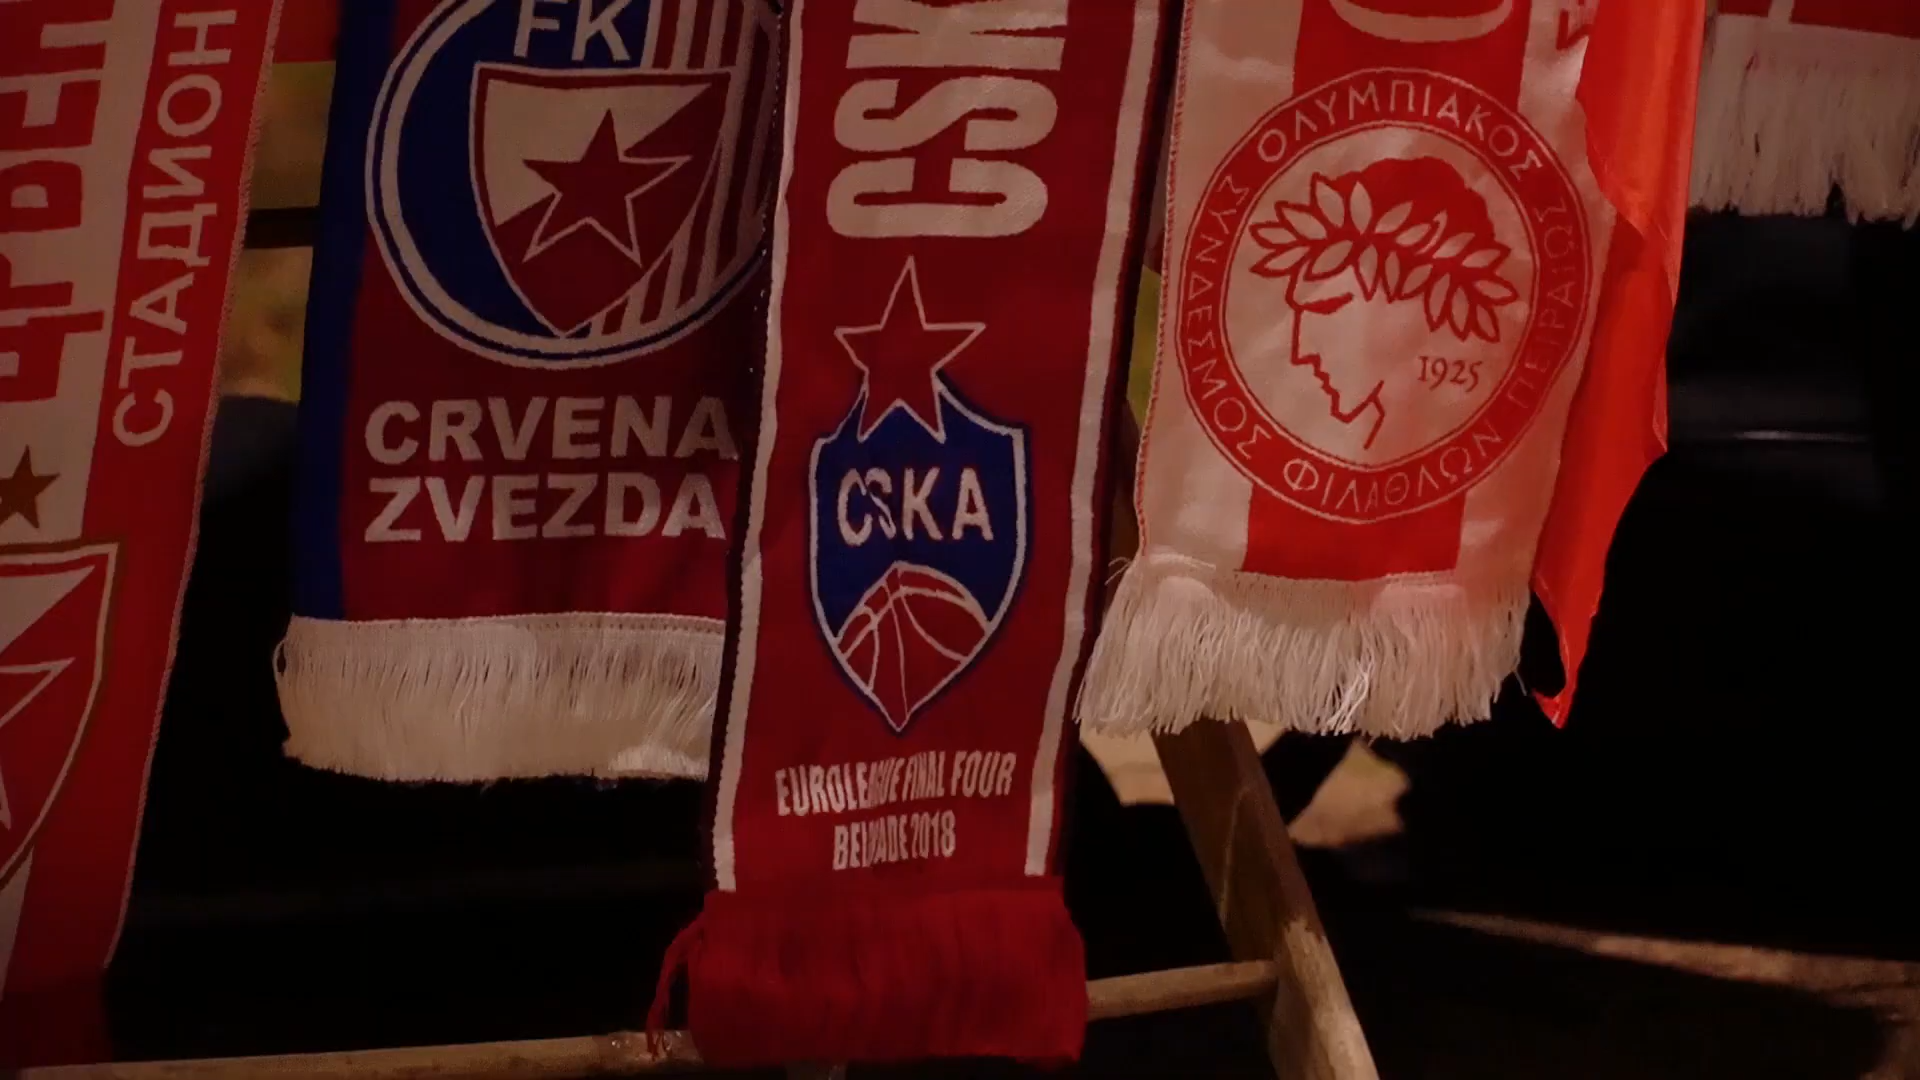 СТАДИОН
FK
CRVENA
ZVEZDA
CSK
CSKA
EUROLEAGUE FINAL FOUR
BELGRADE 2018
ΟΛΥΜΠΙΑΚΟΣ
ΣΥΝΔΕΣΜΟΣ ΦΙΛΑΘΛΩΝ ΠΕΙΡΑΙΩΣ
1925